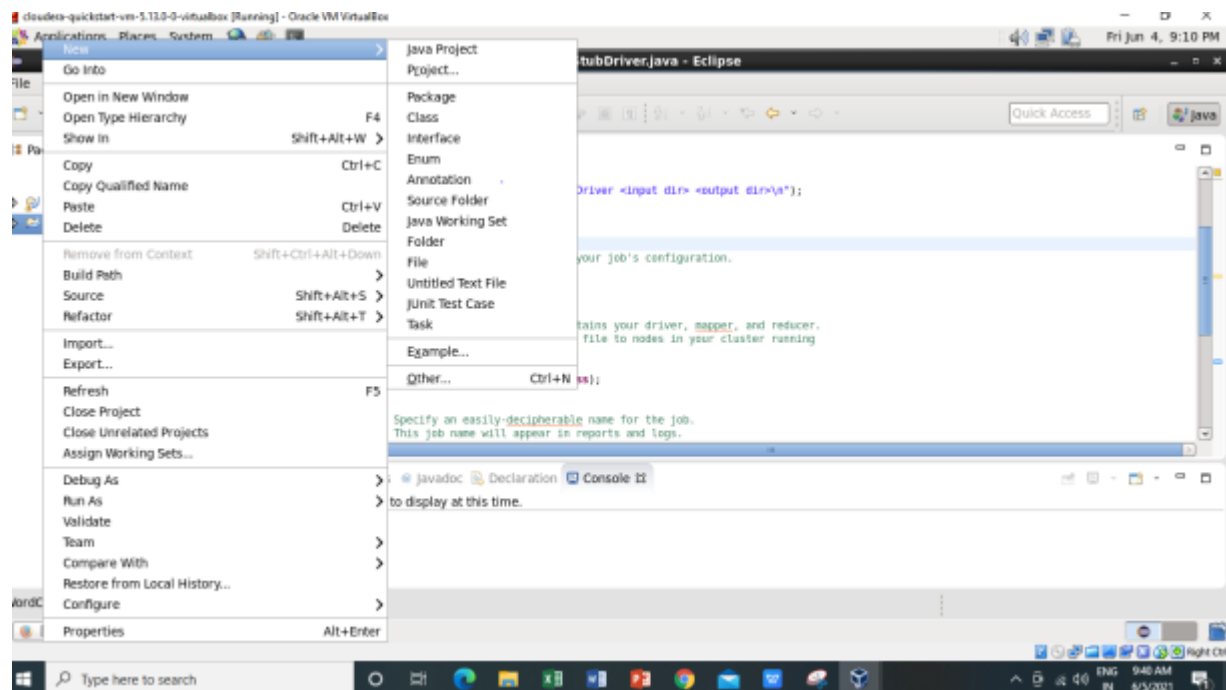 cloudera-quickstart-vm-5.13.0-0-virtualbox [Running] - Oracle VM VirtualBox
Applications Places System
Fri Jun 4, 9:10 PM
New
Java Project
tubDriver.java - Eclipse
Go Into
Project...
File
Open in New Window
Package
Open Type Hierarchy F4
Class
Quick Access
Java
Show In Shift+Alt+W
Interface
Pa
Enum
Copy Ctrl+C
Annotation
Copy Qualified Name
Driver <input dir> <output dir>\n");
Source Folder
Paste Ctrl+V
Java Working Set
Delete Delete
Folder
Remove from Context Shift+Ctrl+Alt+Down
File
your job's configuration.
Build Path
Untitled Text File
Source Shift+Alt+S
JUnit Test Case
Refactor Shift+Alt+T
Task
tains your driver, mapper, and reducer.
file to nodes in your cluster running
Import...
Example...
Export...
Other... Ctrl+N
ss);
Refresh F5
Close Project
Specify an easily-decipherable name for the job.
Close Unrelated Projects
This job name will appear in reports and logs.
Assign Working Sets...
Debug As
Javadoc Declaration Console
Run As
to display at this time.
Validate
Team
Compare With
Restore from Local History...
WordC
Configure
Properties Alt+Enter
Right Ctrl
Type here to search
ENG 9:40 AM
IN 6/5/2021